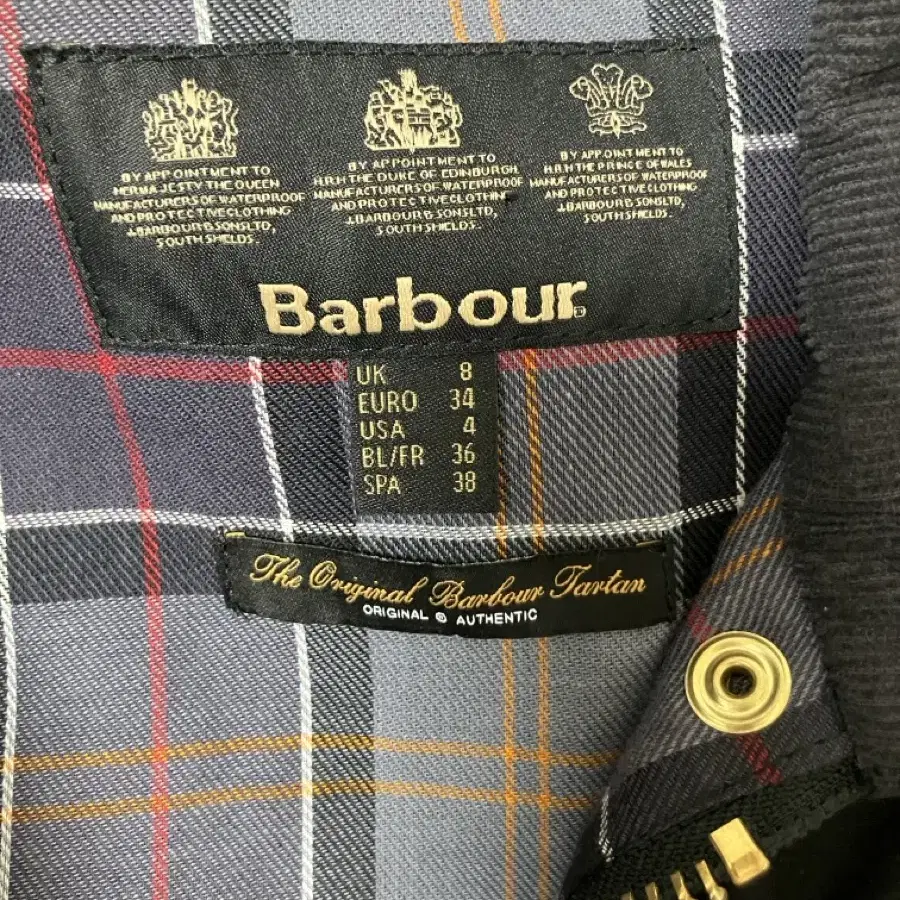 BY APPOINTMENT TO
HER MAJESTY THE QUEEN
MANUFACTURERS OF WATERPROOF
AND PROTECTIVE CLOTHING
J.BARBOUR & SONS LTD,
SOUTH SHIELDS.
BY APPOINTMENT TO
H.R.H THE DUKE OF EDINBURGH
MANUFACTURERS OF WATERPROOF
AND PROTECTIVE CLOTHIN
J.BARBOUR & SONS LTD,
SOUTH SHIELDS.
BY APPOINTMENT TO
H.R.H THE PRINCE OF WALES
MANUFACTURERS OF WATERPROOF
AND PROTECTIVE CLOTHING
J.BARBOUR & SONS LTD,
SOUTH SHIELDS.
Barbour
UK 8
EURO 34
USA 4
BL/FR 36
SPA 38
The Original Barbour Tartan
ORIGINAL & AUTHENTIC